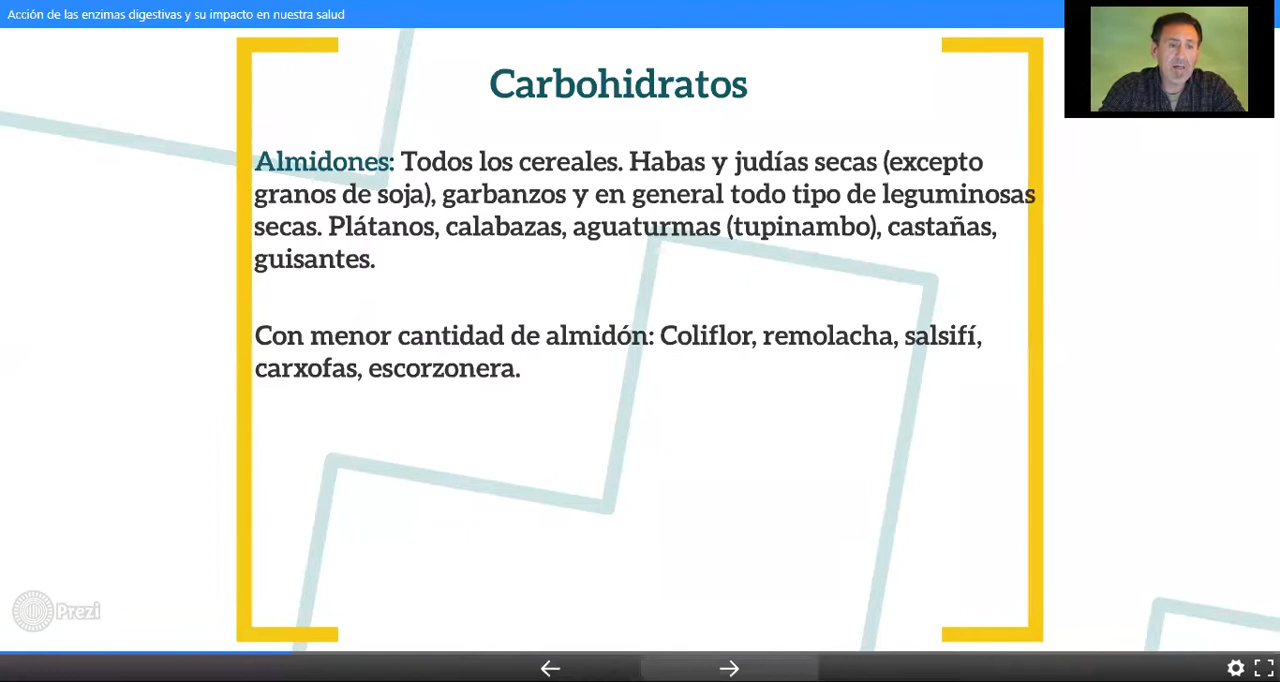 Acción de las enzimas digestivas y su impacto en nuestra salud
Carbohidratos
Almidones: Todos los cereales. Habas y judías secas (excepto
granos de soja), garbanzos y en general todo tipo de leguminosas
secas. Plátanos, calabazas, aguaturmas (tupinambo), castañas,
guisantes.
Con menor cantidad de almidón: Coliflor, remolacha, salsifí,
carxofas, escorzonera.
Prezi